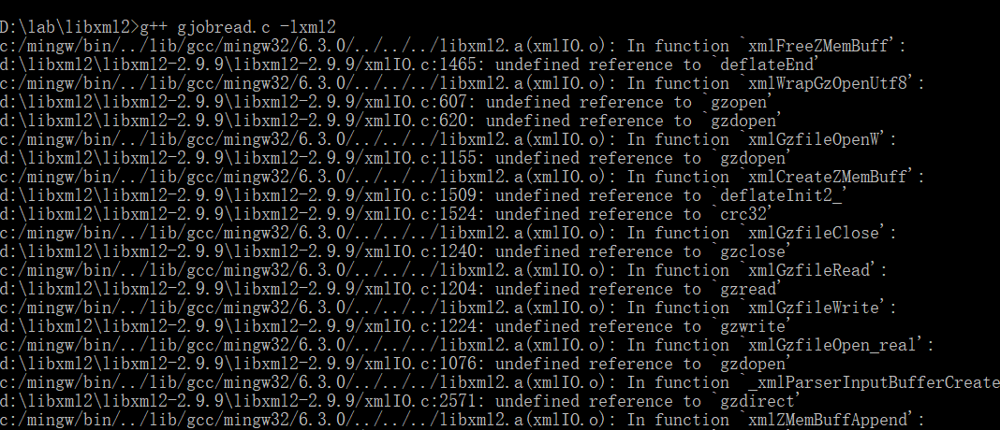 D:\lab\libxml2>g++ gjobread.c -lxml2
c:/mingw/bin/../lib/gcc/mingw32/6.3.0/../../../libxml2.a(xmlIO.o): In function `xmlFreeZMemBuff':
d:\libxml2\libxml2-2.9.9\libxml2-2.9.9/xmlIO.c:1465: undefined reference to `deflateEnd'
c:/mingw/bin/../lib/gcc/mingw32/6.3.0/../../../libxml2.a(xmlIO.o): In function `xmlWrapGzOpenUtf8':
d:\libxml2\libxml2-2.9.9\libxml2-2.9.9/xmlIO.c:607: undefined reference to `gzopen'
d:\libxml2\libxml2-2.9.9\libxml2-2.9.9/xmlIO.c:620: undefined reference to `gzdopen'
c:/mingw/bin/../lib/gcc/mingw32/6.3.0/../../../libxml2.a(xmlIO.o): In function `xmlGzfileOpenW':
d:\libxml2\libxml2-2.9.9\libxml2-2.9.9/xmlIO.c:1155: undefined reference to `gzdopen'
c:/mingw/bin/../lib/gcc/mingw32/6.3.0/../../../libxml2.a(xmlIO.o): In function `xmlCreateZMemBuff':
d:\libxml2\libxml2-2.9.9\libxml2-2.9.9/xmlIO.c:1509: undefined reference to `deflateInit2_'
d:\libxml2\libxml2-2.9.9\libxml2-2.9.9/xmlIO.c:1524: undefined reference to `crc32'
c:/mingw/bin/../lib/gcc/mingw32/6.3.0/../../../libxml2.a(xmlIO.o): In function `xmlGzfileClose':
d:\libxml2\libxml2-2.9.9\libxml2-2.9.9/xmlIO.c:1240: undefined reference to `gzclose'
c:/mingw/bin/../lib/gcc/mingw32/6.3.0/../../../libxml2.a(xmlIO.o): In function `xmlGzfileRead':
d:\libxml2\libxml2-2.9.9\libxml2-2.9.9/xmlIO.c:1204: undefined reference to `gzread'
c:/mingw/bin/../lib/gcc/mingw32/6.3.0/../../../libxml2.a(xmlIO.o): In function `xmlGzfileWrite':
d:\libxml2\libxml2-2.9.9\libxml2-2.9.9/xmlIO.c:1224: undefined reference to `gzwrite'
c:/mingw/bin/../lib/gcc/mingw32/6.3.0/../../../libxml2.a(xmlIO.o): In function `xmlGzfileOpen_real':
d:\libxml2\libxml2-2.9.9\libxml2-2.9.9/xmlIO.c:1076: undefined reference to `gzdopen'
c:/mingw/bin/../lib/gcc/mingw32/6.3.0/../../../libxml2.a(xmlIO.o): In function `_xmlParserInputBufferCreate
d:\libxml2\libxml2-2.9.9\libxml2-2.9.9/xmlIO.c:2571: undefined reference to `gzdirect'
c:/mingw/bin/../lib/gcc/mingw32/6.3.0/../../../libxml2.a(xmlIO.o): In function `xmlZMemBuffAppend':